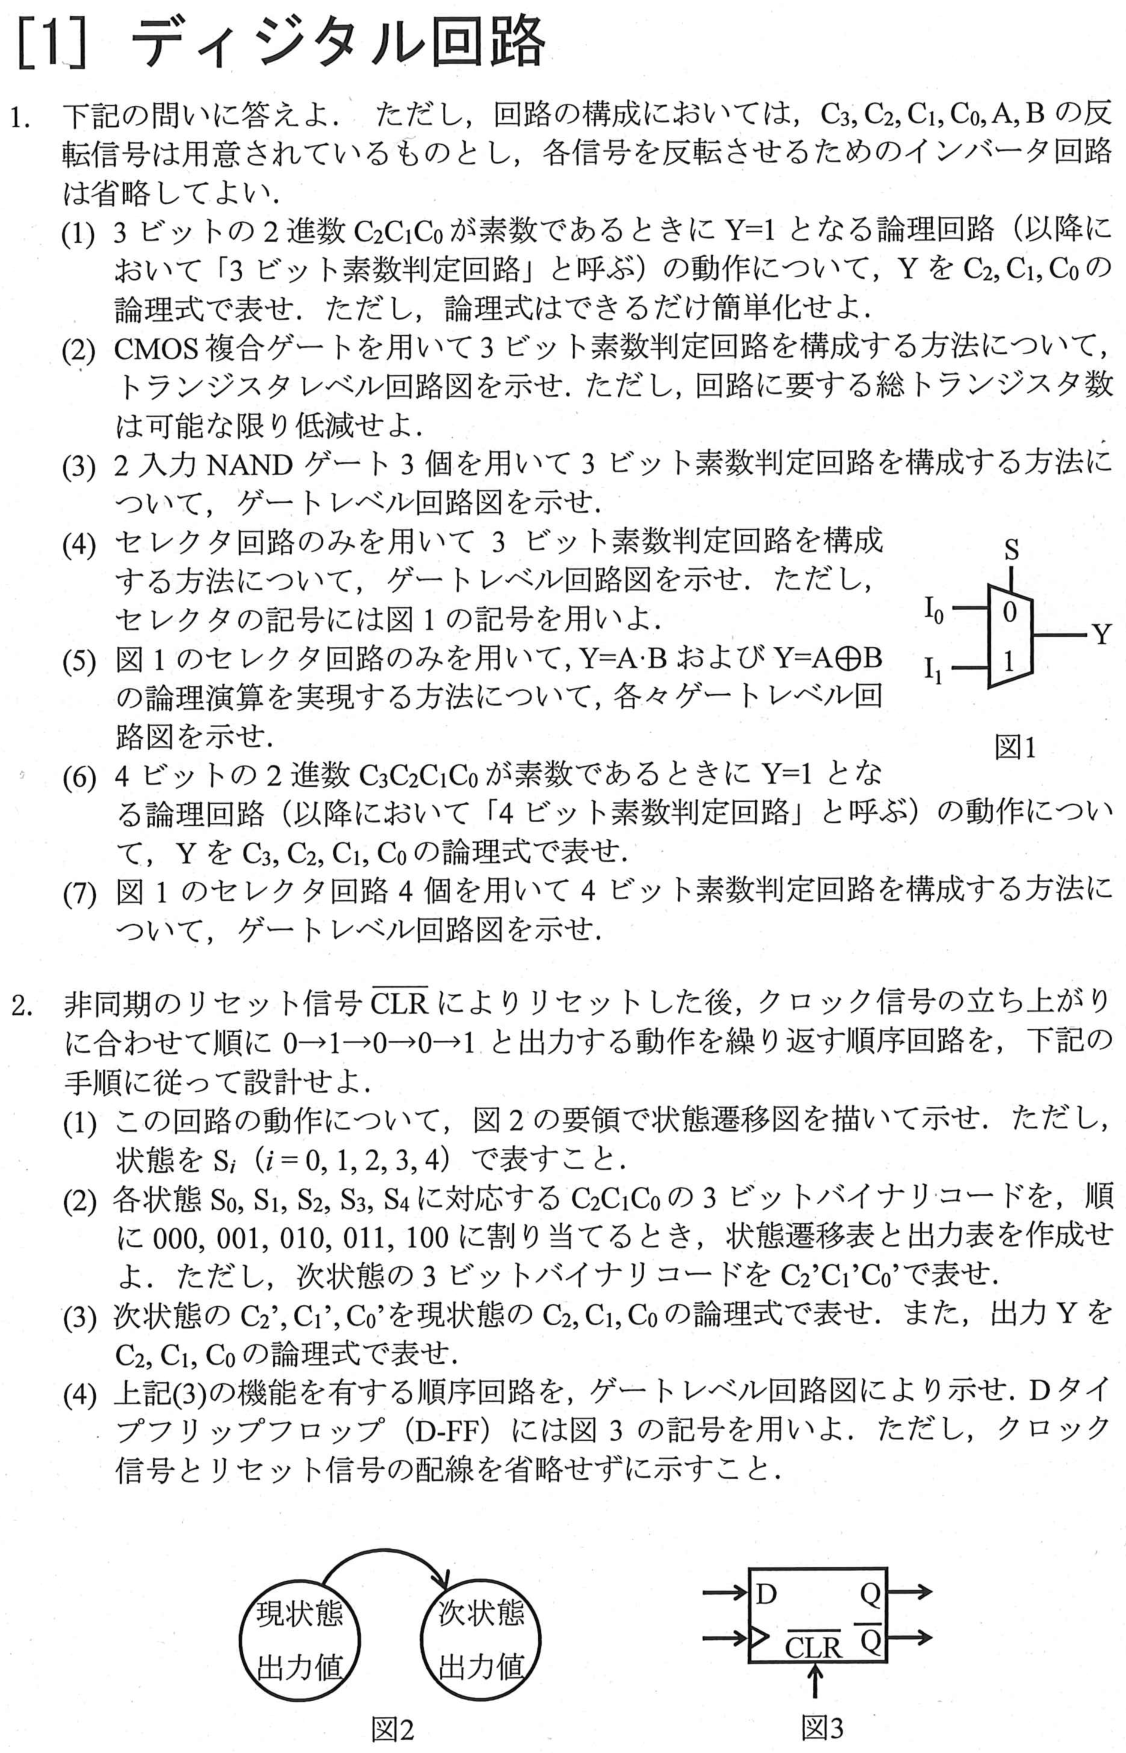 [1] ディジタル回路
1. 下記の問いに答えよ． ただし，回路の構成においては，C₃, C₂, C₁, C₀, A, B の反
転信号は用意されているものとし，各信号を反転させるためのインバータ回路
は省略してよい．
(1) 3 ビットの 2 進数 C₂C₁C₀ が素数であるときに Y=1 となる論理回路（以降に
おいて「3 ビット素数判定回路」と呼ぶ）の動作について，Y を C₂, C₁, C₀ の
論理式で表せ．ただし，論理式はできるだけ簡単化せよ．
(2) CMOS 複合ゲートを用いて 3 ビット素数判定回路を構成する方法について，
トランジスタレベル回路図を示せ．ただし，回路に要する総トランジスタ数
は可能な限り低減せよ．
(3) 2 入力 NAND ゲート 3 個を用いて 3 ビット素数判定回路を構成する方法に
ついて，ゲートレベル回路図を示せ．
(4) セレクタ回路のみを用いて 3 ビット素数判定回路を構成
する方法について，ゲートレベル回路図を示せ．ただし，
セレクタの記号には図 1 の記号を用いよ．
(5) 図 1 のセレクタ回路のみを用いて，Y=A·B および Y=A⊕B
の論理演算を実現する方法について，各々ゲートレベル回
路図を示せ．
S
I₀
0
Y
I₁
1
図1
(6) 4 ビットの 2 進数 C₃C₂C₁C₀ が素数であるときに Y=1 とな
る論理回路（以降において「4 ビット素数判定回路」と呼ぶ）の動作につい
て，Y を C₃, C₂, C₁, C₀ の論理式で表せ．
(7) 図 1 のセレクタ回路 4 個を用いて 4 ビット素数判定回路を構成する方法に
ついて，ゲートレベル回路図を示せ．
2. 非同期のリセット信号 C̅L̅R̅ によりリセットした後，クロック信号の立ち上がり
に合わせて順に 0→1→0→0→1 と出力する動作を繰り返す順序回路を，下記の
手順に従って設計せよ．
(1) この回路の動作について，図 2 の要領で状態遷移図を描いて示せ．ただし，
状態を Sᵢ（i = 0, 1, 2, 3, 4）で表すこと．
(2) 各状態 S₀, S₁, S₂, S₃, S₄ に対応する C₂C₁C₀ の 3 ビットバイナリコードを，順
に 000, 001, 010, 011, 100 に割り当てるとき，状態遷移表と出力表を作成せ
よ．ただし，次状態の 3 ビットバイナリコードを C₂’C₁’C₀’で表せ．
(3) 次状態の C₂’, C₁’, C₀’を現状態の C₂, C₁, C₀ の論理式で表せ．また，出力 Y を
C₂, C₁, C₀ の論理式で表せ．
(4) 上記(3)の機能を有する順序回路を，ゲートレベル回路図により示せ．D タイ
プフリップフロップ（D-FF）には図 3 の記号を用いよ．ただし，クロック
信号とリセット信号の配線を省略せずに示すこと．
現状態
出力値
次状態
出力値
図2
D Q
C̅L̅R̅ Q̅
図3